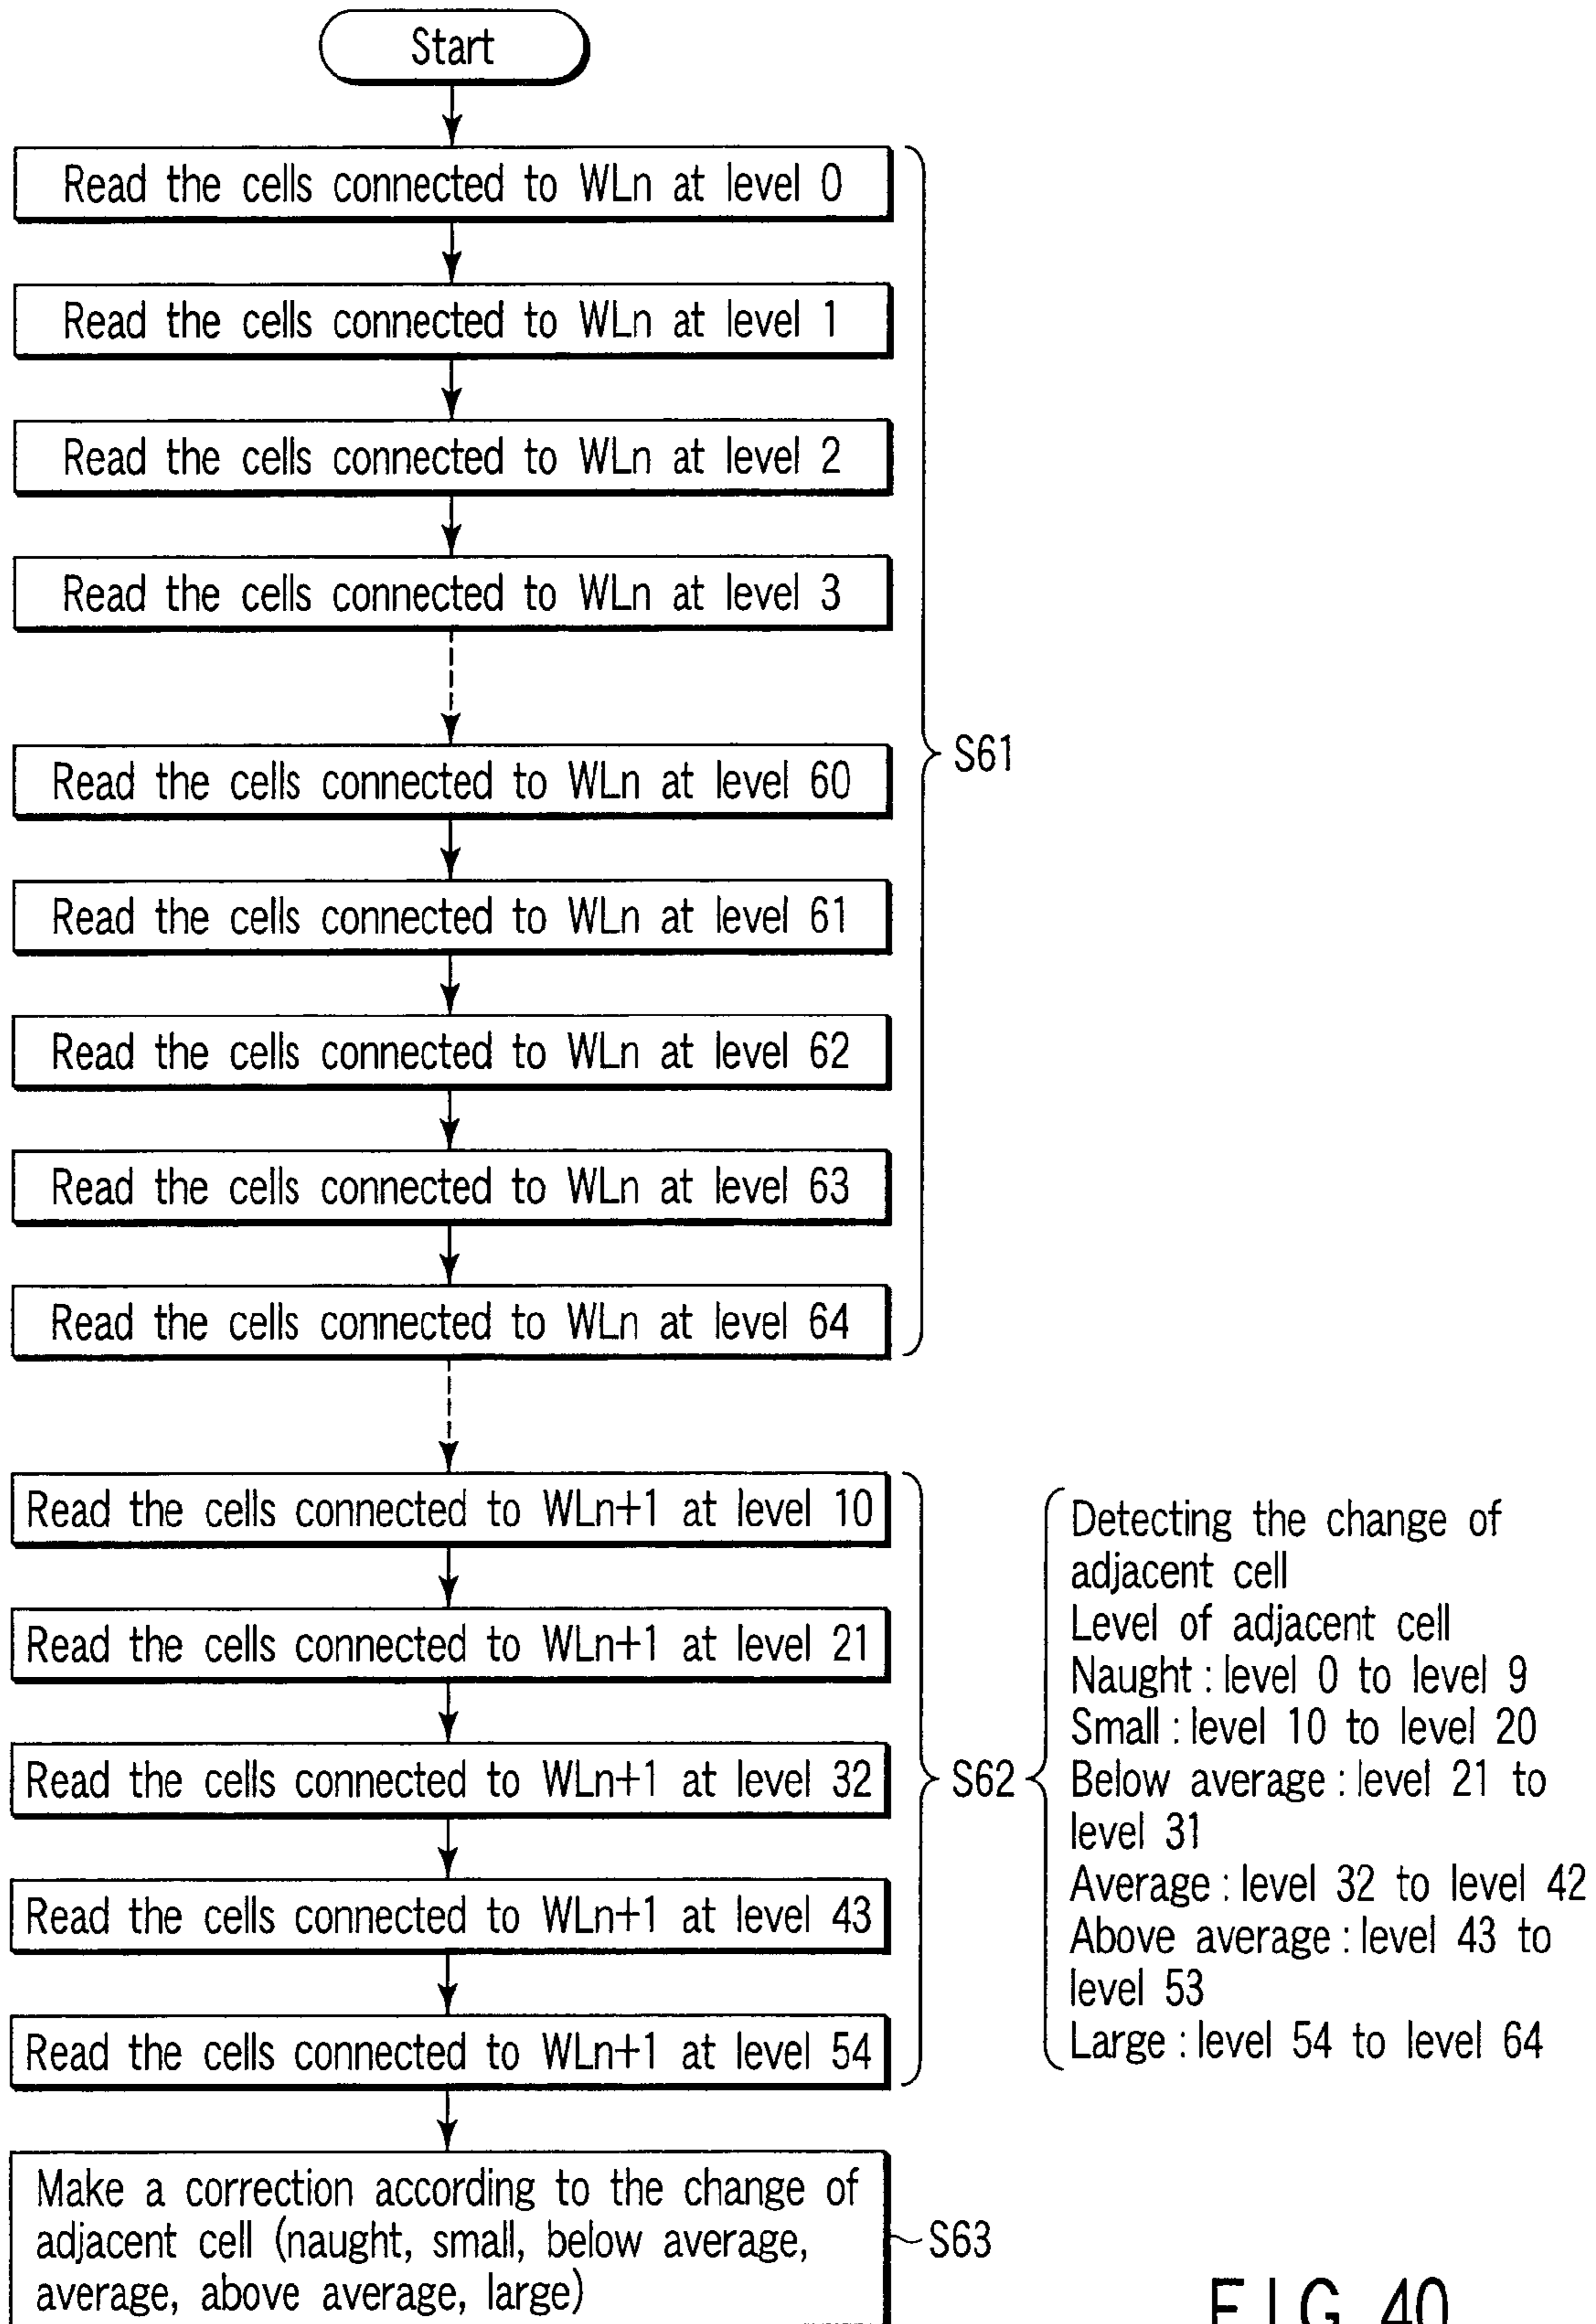 Start
Read the cells connected to WLn at level 0
Read the cells connected to WLn at level 1
Read the cells connected to WLn at level 2
Read the cells connected to WLn at level 3
Read the cells connected to WLn at level 60
Read the cells connected to WLn at level 61
Read the cells connected to WLn at level 62
Read the cells connected to WLn at level 63
Read the cells connected to WLn at level 64
S61
Read the cells connected to WLn+1 at level 10
Read the cells connected to WLn+1 at level 21
Read the cells connected to WLn+1 at level 32
Read the cells connected to WLn+1 at level 43
Read the cells connected to WLn+1 at level 54
S62
Detecting the change of
adjacent cell
Level of adjacent cell
Naught : level 0 to level 9
Small : level 10 to level 20
Below average : level 21 to
level 31
Average : level 32 to level 42
Above average : level 43 to
level 53
Large : level 54 to level 64
Make a correction according to the change of
adjacent cell (naught, small, below average,
average, above average, large)
S63
FIG. 40